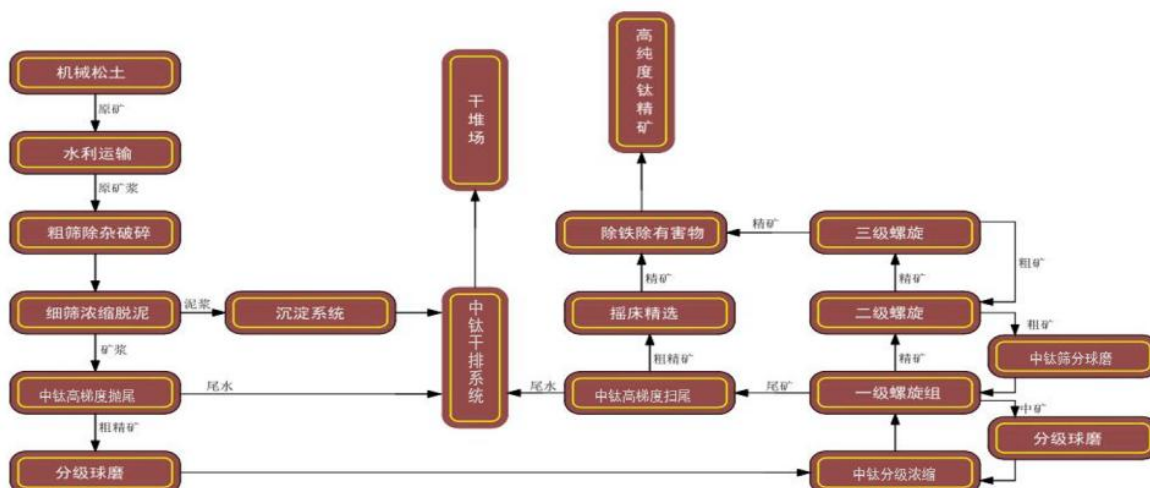 机械松土
原矿
水利运输
原矿浆
粗筛除杂破碎
细筛浓缩脱泥
泥浆
沉淀系统
矿浆
中钛高梯度抛尾
尾水
粗精矿
分级球磨
干堆场
中钛干排系统
高纯度钛精矿
除铁除有害物
精矿
三级螺旋
精矿
粗矿
摇床精选
二级螺旋
粗矿
粗精矿
精矿
中钛筛分球磨
尾水
中钛高梯度扫尾
尾矿
一级螺旋组
中矿
分级球磨
中钛分级浓缩